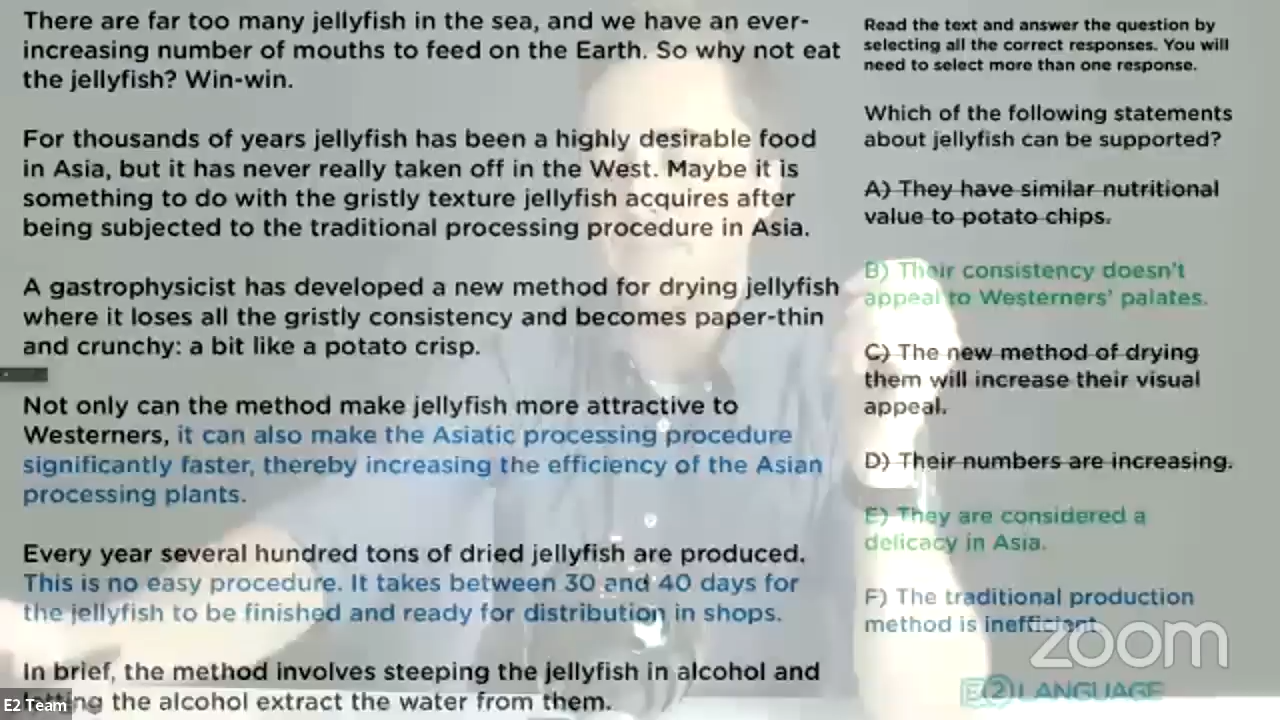 There are far too many jellyfish in the sea, and we have an ever-
increasing number of mouths to feed on the Earth. So why not eat
the jellyfish? Win-win.
For thousands of years jellyfish has been a highly desirable food
in Asia, but it has never really taken off in the West. Maybe it is
something to do with the gristly texture jellyfish acquires after
being subjected to the traditional processing procedure in Asia.
A gastrophysicist has developed a new method for drying jellyfish
where it loses all the gristly consistency and becomes paper-thin
and crunchy: a bit like a potato crisp.
Not only can the method make jellyfish more attractive to
Westerners, it can also make the Asiatic processing procedure
significantly faster, thereby increasing the efficiency of the Asian
processing plants.
Every year several hundred tons of dried jellyfish are produced.
This is no easy procedure. It takes between 30 and 40 days for
the jellyfish to be finished and ready for distribution in shops.
In brief, the method involves steeping the jellyfish in alcohol and
letting the alcohol extract the water from them.
Read the text and answer the question by
selecting all the correct responses. You will
need to select more than one response.
Which of the following statements
about jellyfish can be supported?
A) They have similar nutritional
value to potato chips.
B) Their consistency doesn't
appeal to Westerners' palates.
C) The new method of drying
them will increase their visual
appeal.
D) Their numbers are increasing.
E) They are considered a
delicacy in Asia.
F) The traditional production
method is inefficient.
zoom
E2 LANGUAGE
E2 Team